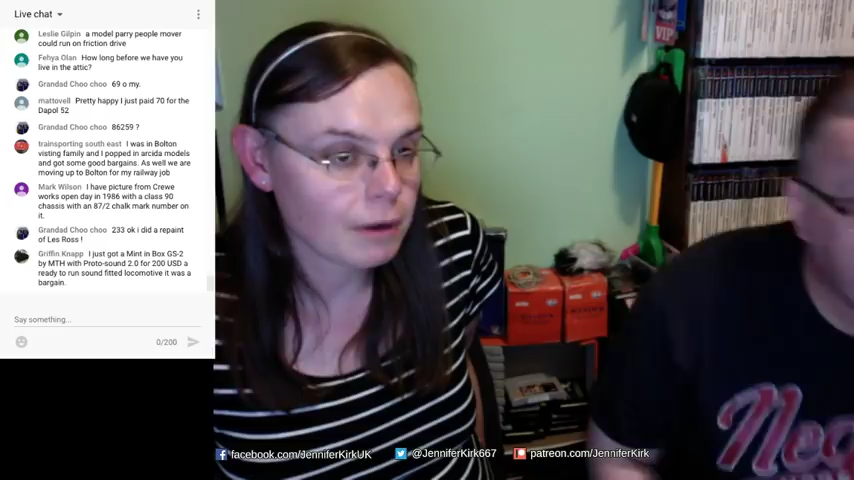 Live chat
Leslie Gilpin a model parry people mover
could run on friction drive
Fehya Olan How long before we have you
live in the attic?
Grandad Choo choo 69 o my.
mattovell Pretty happy I just paid 70 for the
Dapol 52
Grandad Choo choo 86259 ?
trainsporting south east I was in Bolton
visting family and I popped in arcida models
and got some good bargains. As well we are
moving up to Bolton for my railway job
Mark Wilson I have picture from Crewe
works open day in 1986 with a class 90
chassis with an 87/2 chalk mark number on
it.
Grandad Choo choo 233 ok i did a repaint
of Les Ross !
Griffin Knapp I just got a Mint in Box GS-2
by MTH with Proto-sound 2.0 for 200 USD a
ready to run sound fitted locomotive it was a
bargain.
Say something...
0/200
VIP
Neo
facebook.com/JenniferKirkUK
@JenniferKirk667
patreon.com/JenniferKirk